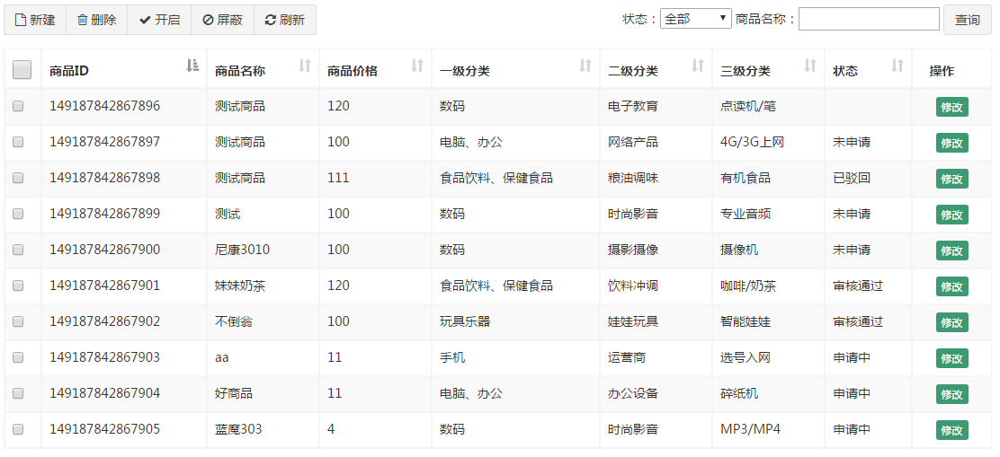 新建 删除 开启 屏蔽 刷新 状态：全部 商品名称： 查询
商品ID 商品名称 商品价格 一级分类 二级分类 三级分类 状态 操作
149187842867896 测试商品 120 数码 电子教育 点读机/笔 修改
149187842867897 测试商品 100 电脑、办公 网络产品 4G/3G上网 未申请 修改
149187842867898 测试商品 111 食品饮料、保健食品 粮油调味 有机食品 已驳回 修改
149187842867899 测试 100 数码 时尚影音 专业音频 未申请 修改
149187842867900 尼康3010 100 数码 摄影摄像 摄像机 未申请 修改
149187842867901 妹妹奶茶 120 食品饮料、保健食品 饮料冲调 咖啡/奶茶 审核通过 修改
149187842867902 不倒翁 100 玩具乐器 娃娃玩具 智能娃娃 审核通过 修改
149187842867903 aa 11 手机 运营商 选号入网 申请中 修改
149187842867904 好商品 11 电脑、办公 办公设备 碎纸机 申请中 修改
149187842867905 蓝魔303 4 数码 时尚影音 MP3/MP4 申请中 修改